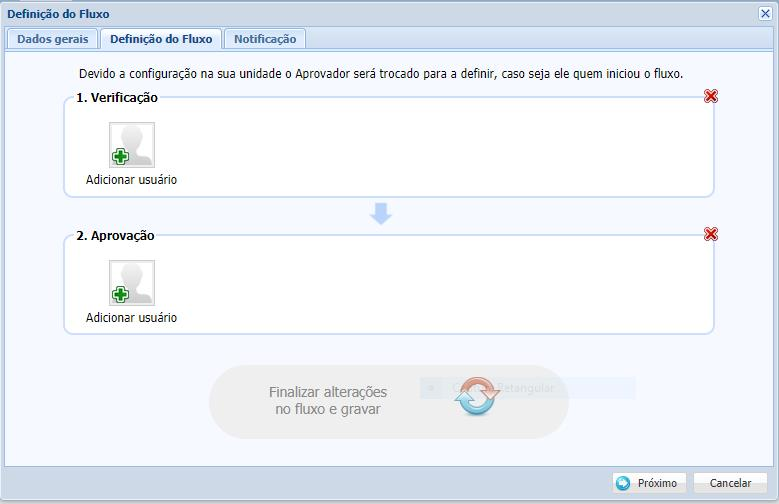 Definição do Fluxo
Dados gerais
Definição do Fluxo
Notificação
Devido a configuração na sua unidade o Aprovador será trocado para a definir, caso seja ele quem iniciou o fluxo.
1. Verificação
Adicionar usuário
2. Aprovação
Adicionar usuário
Finalizar alterações
no fluxo e gravar
Retangular
Próximo
Cancelar